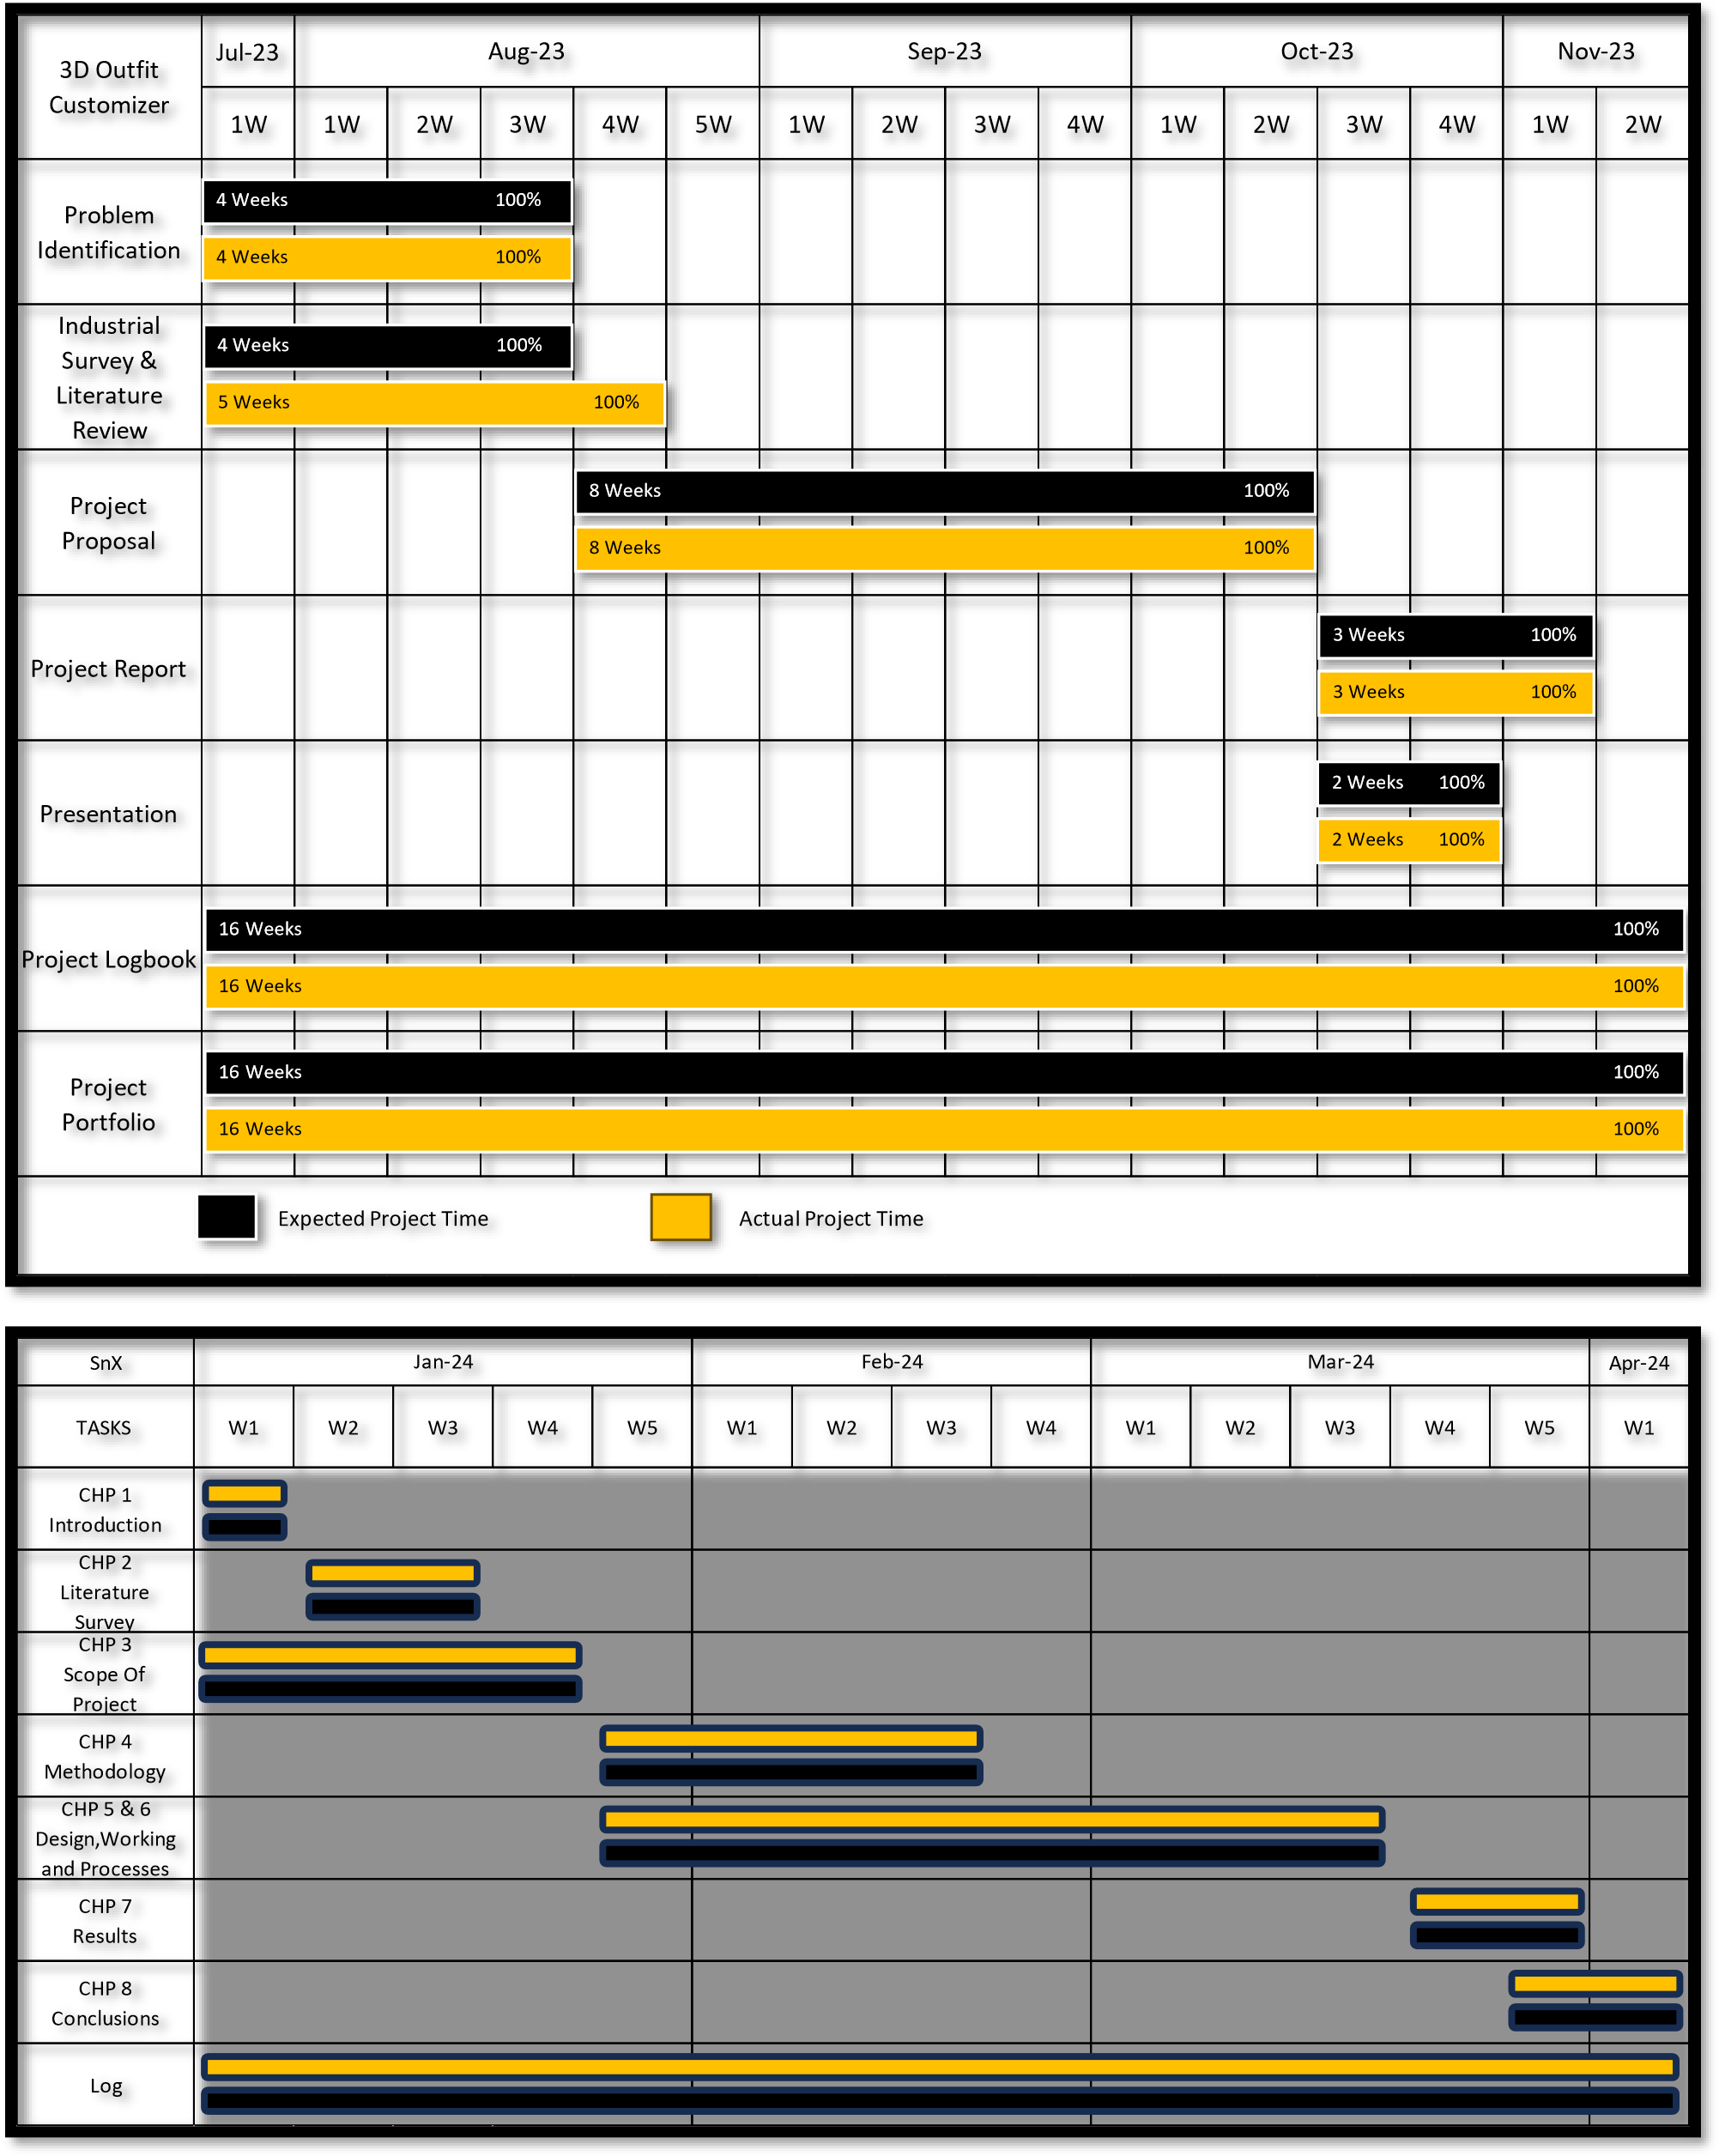 3D Outfit
Customizer
Jul-23
Aug-23
Sep-23
Oct-23
Nov-23
1W
1W
2W
3W
4W
5W
1W
2W
3W
4W
1W
2W
3W
4W
1W
2W
Problem
Identification
4 Weeks 100%
4 Weeks 100%
Industrial
Survey &
Literature
Review
4 Weeks 100%
5 Weeks 100%
Project
Proposal
8 Weeks 100%
8 Weeks 100%
Project Report
3 Weeks 100%
3 Weeks 100%
Presentation
2 Weeks 100%
2 Weeks 100%
Project Logbook
16 Weeks 100%
16 Weeks 100%
Project
Portfolio
16 Weeks 100%
16 Weeks 100%
Expected Project Time
Actual Project Time
SnX
Jan-24
Feb-24
Mar-24
Apr-24
TASKS
W1
W2
W3
W4
W5
W1
W2
W3
W4
W1
W2
W3
W4
W5
W1
CHP 1
Introduction
CHP 2
Literature
Survey
CHP 3
Scope Of
Project
CHP 4
Methodology
CHP 5 & 6
Design,Working
and Processes
CHP 7
Results
CHP 8
Conclusions
Log